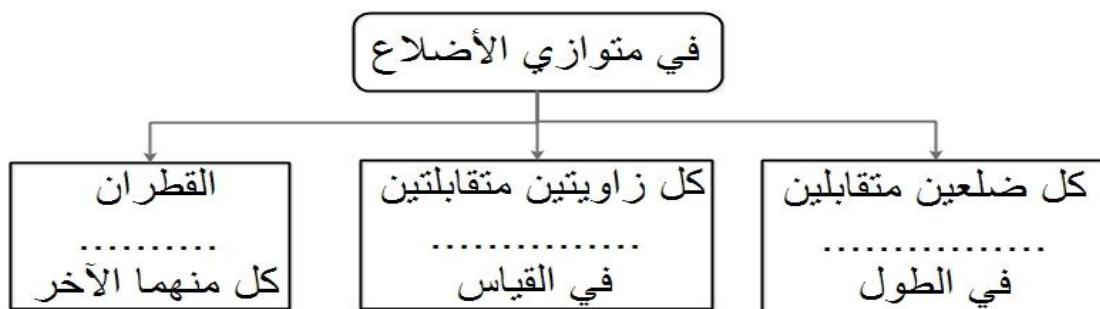 في متوازي الأضلاع
كل ضلعين متقابلين
................
في الطول
كل زاويتين متقابلتين
...............
في القياس
القطران
..........
كل منهما الآخر